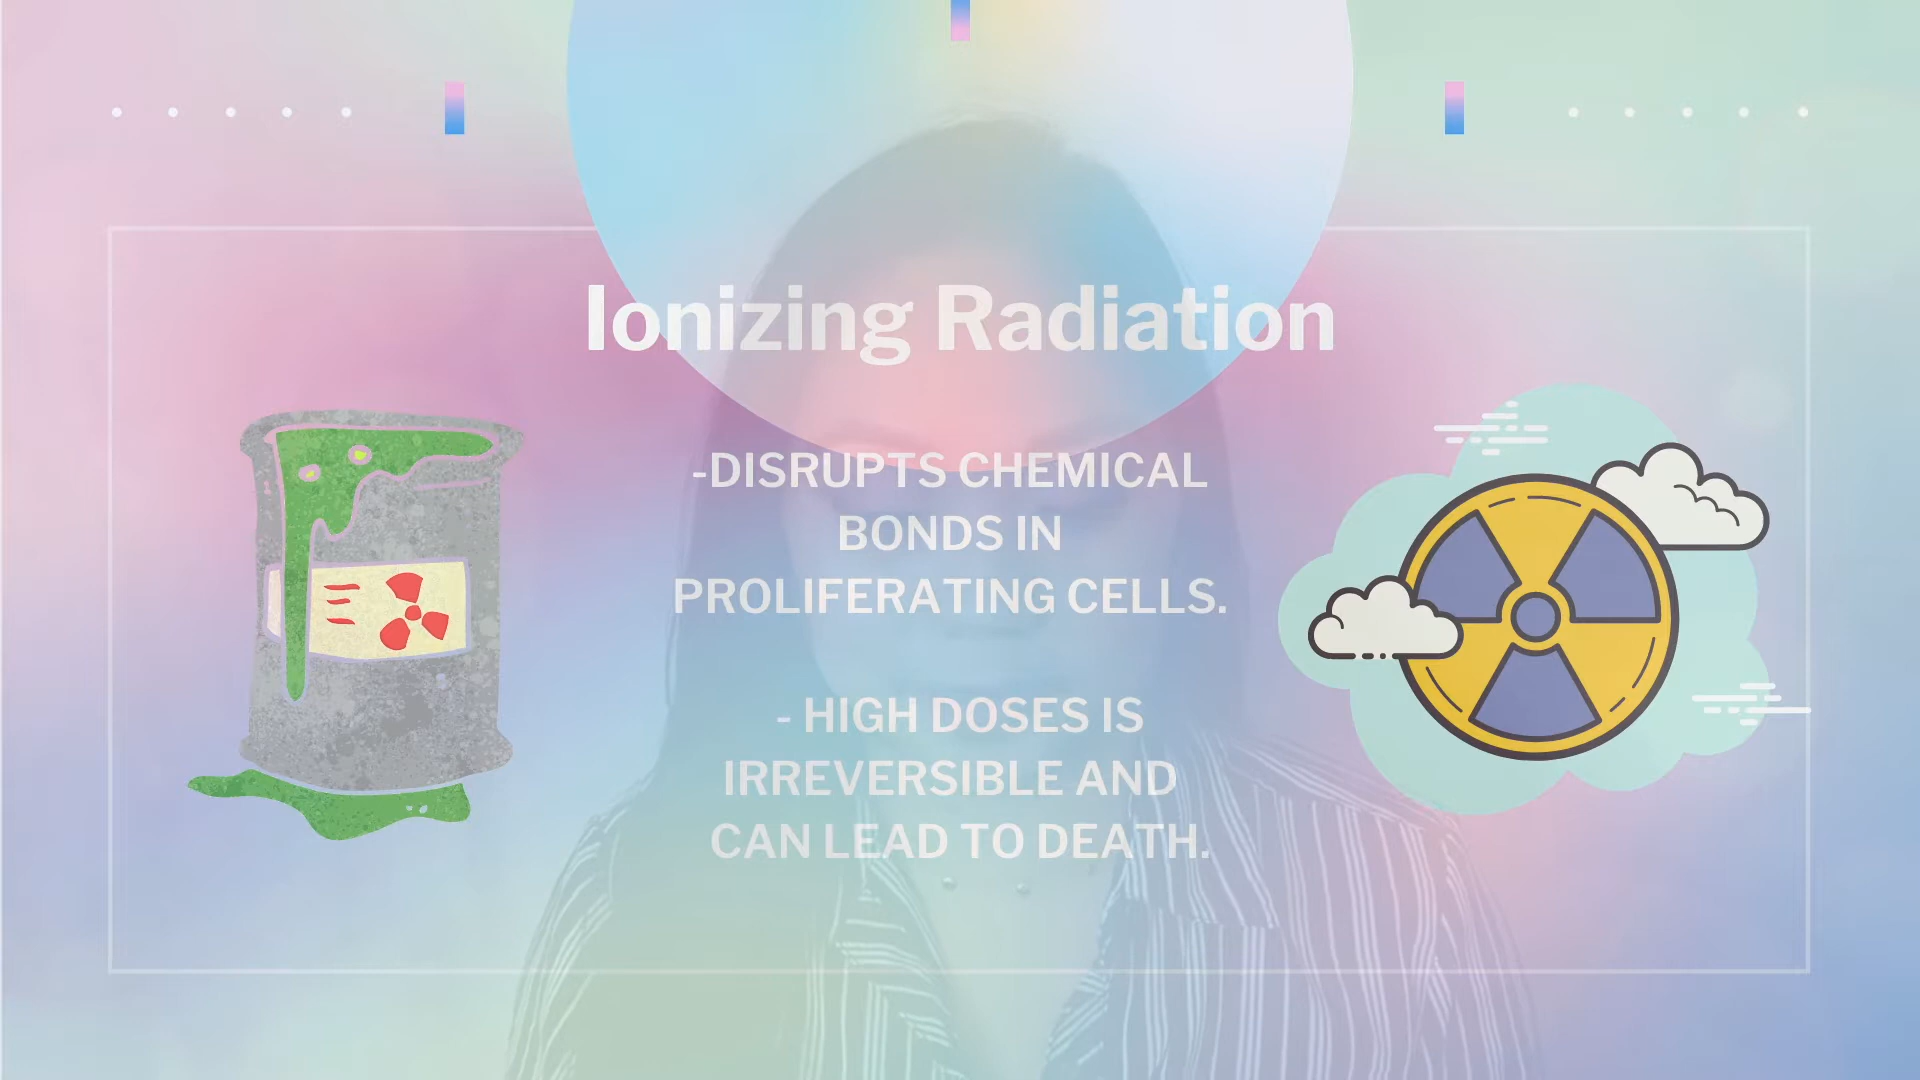 Ionizing Radiation
-DISRUPTS CHEMICAL
BONDS IN
PROLIFERATING CELLS.
- HIGH DOSES IS
IRREVERSIBLE AND
CAN LEAD TO DEATH.